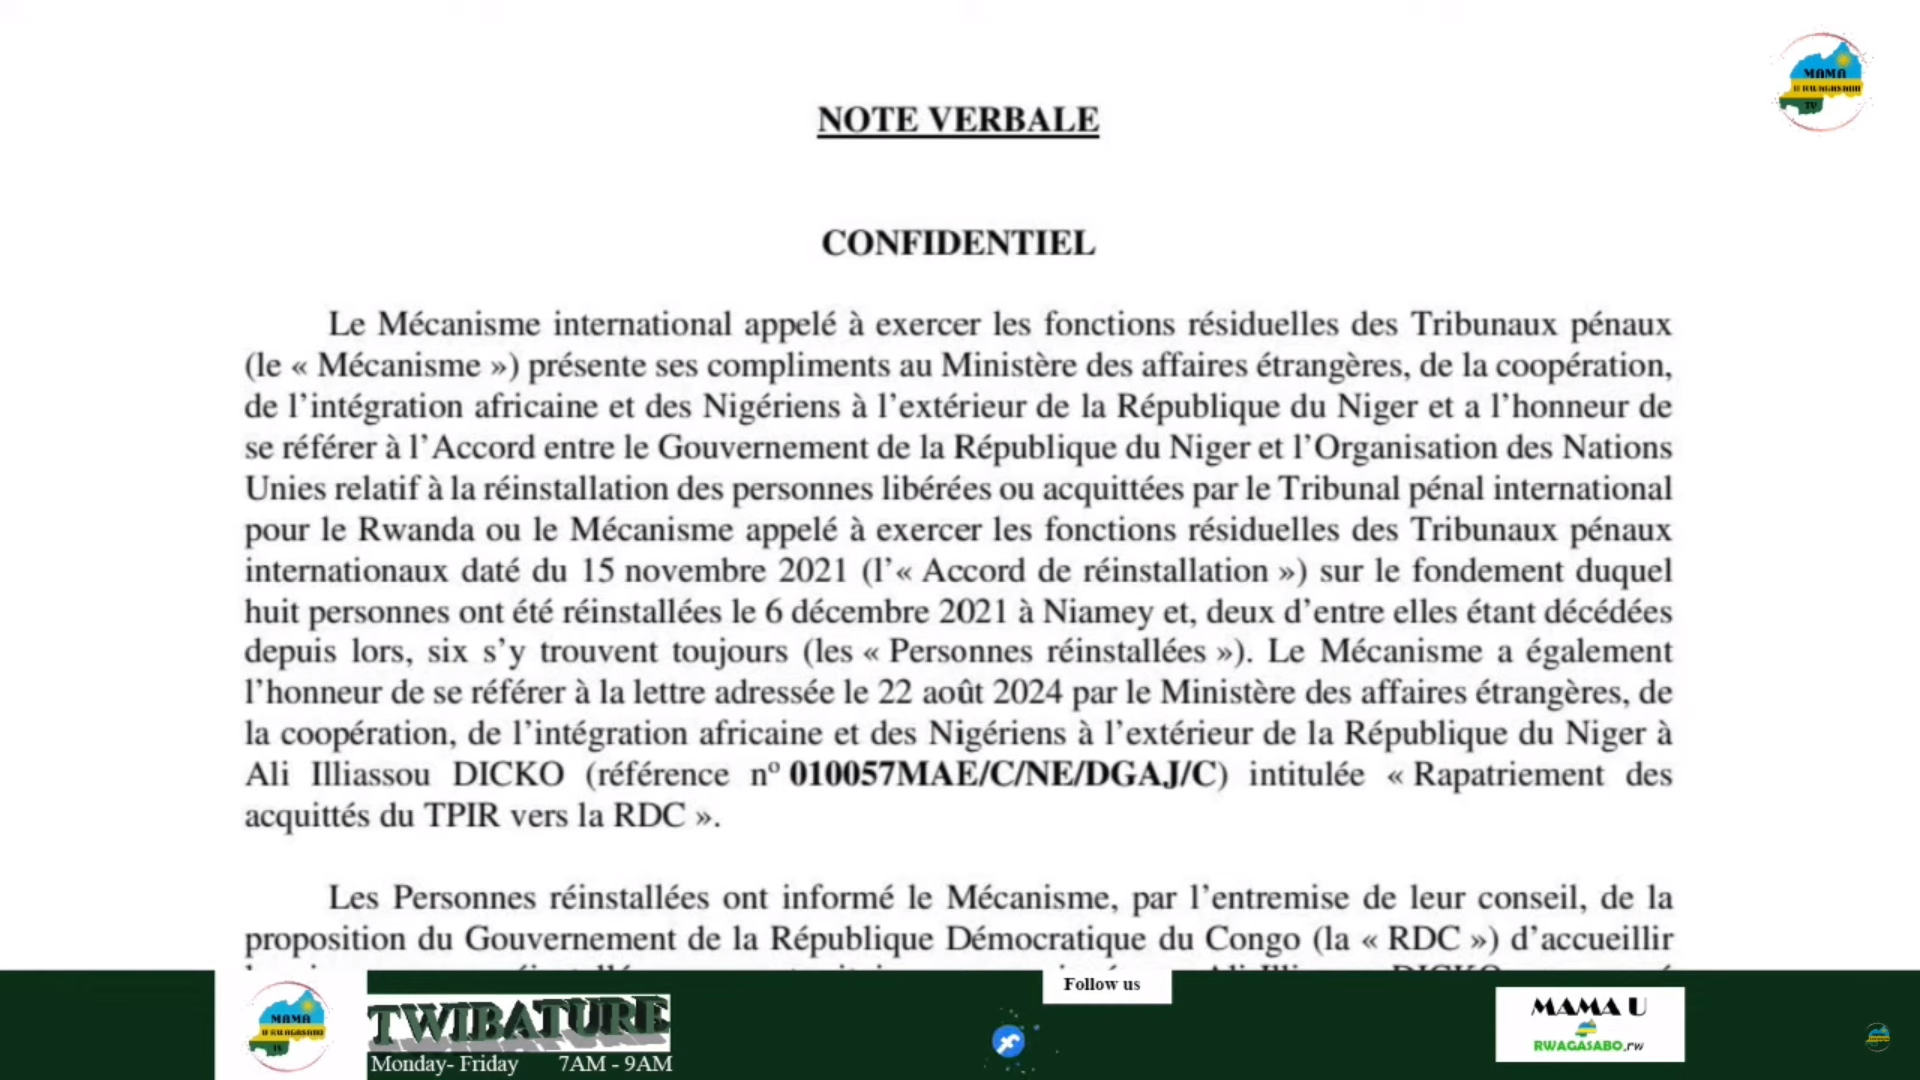 MAMA
U RWAGASABO
TV
NOTE VERBALE
CONFIDENTIEL
Le Mécanisme international appelé à exercer les fonctions résiduelles des Tribunaux pénaux
(le « Mécanisme ») présente ses compliments au Ministère des affaires étrangères, de la coopération,
de l’intégration africaine et des Nigériens à l’extérieur de la République du Niger et a l’honneur de
se référer à l’Accord entre le Gouvernement de la République du Niger et l’Organisation des Nations
Unies relatif à la réinstallation des personnes libérées ou acquittées par le Tribunal pénal international
pour le Rwanda ou le Mécanisme appelé à exercer les fonctions résiduelles des Tribunaux pénaux
internationaux daté du 15 novembre 2021 (l’« Accord de réinstallation ») sur le fondement duquel
huit personnes ont été réinstallées le 6 décembre 2021 à Niamey et, deux d’entre elles étant décédées
depuis lors, six s’y trouvent toujours (les « Personnes réinstallées »). Le Mécanisme a également
l’honneur de se référer à la lettre adressée le 22 août 2024 par le Ministère des affaires étrangères, de
la coopération, de l’intégration africaine et des Nigériens à l’extérieur de la République du Niger à
Ali Illiassou DICKO (référence nº 010057MAE/C/NE/DGAJ/C) intitulée « Rapatriement des
acquittés du TPIR vers la RDC ».
Les Personnes réinstallées ont informé le Mécanisme, par l’entremise de leur conseil, de la
proposition du Gouvernement de la République Démocratique du Congo (la « RDC ») d’accueillir
MAMA
U RWAGASABO
TV
TWIBATURE
Monday- Friday 7AM - 9AM
Follow us
MAMA U
RWAGASABO.rw